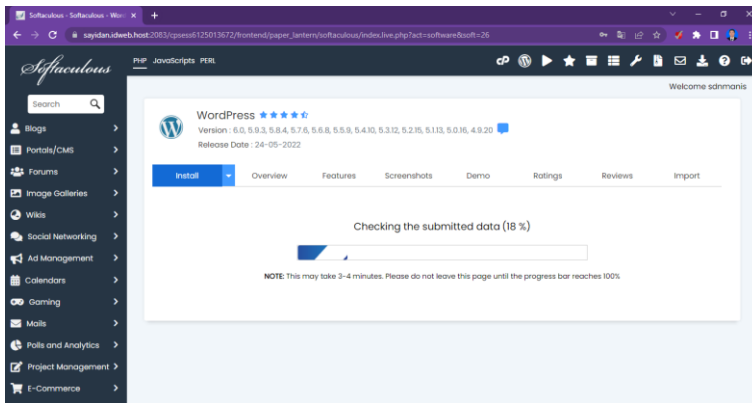 Softaculous - Softaculous - Wor
sayidan.idweb.host:2083/cpsess6125013672/frontend/paper_lantern/softaculous/index.live.php?act=software&soft=26
Softaculous
PHP JavaScripts PERL
Welcome sdnmanis
Search
Blogs
Portals/CMS
Forums
Image Galleries
Wikis
Social Networking
Ad Management
Calendars
Gaming
Mails
Polls and Analytics
Project Management
E-Commerce
WordPress
Version : 6.0, 5.9.3, 5.8.4, 5.7.6, 5.6.8, 5.5.9, 5.4.10, 5.3.12, 5.2.15, 5.1.13, 5.0.16, 4.9.20
Release Date : 24-05-2022
Install Overview Features Screenshots Demo Ratings Reviews Import
Checking the submitted data (18 %)
NOTE: This may take 3-4 minutes. Please do not leave this page until the progress bar reaches 100%